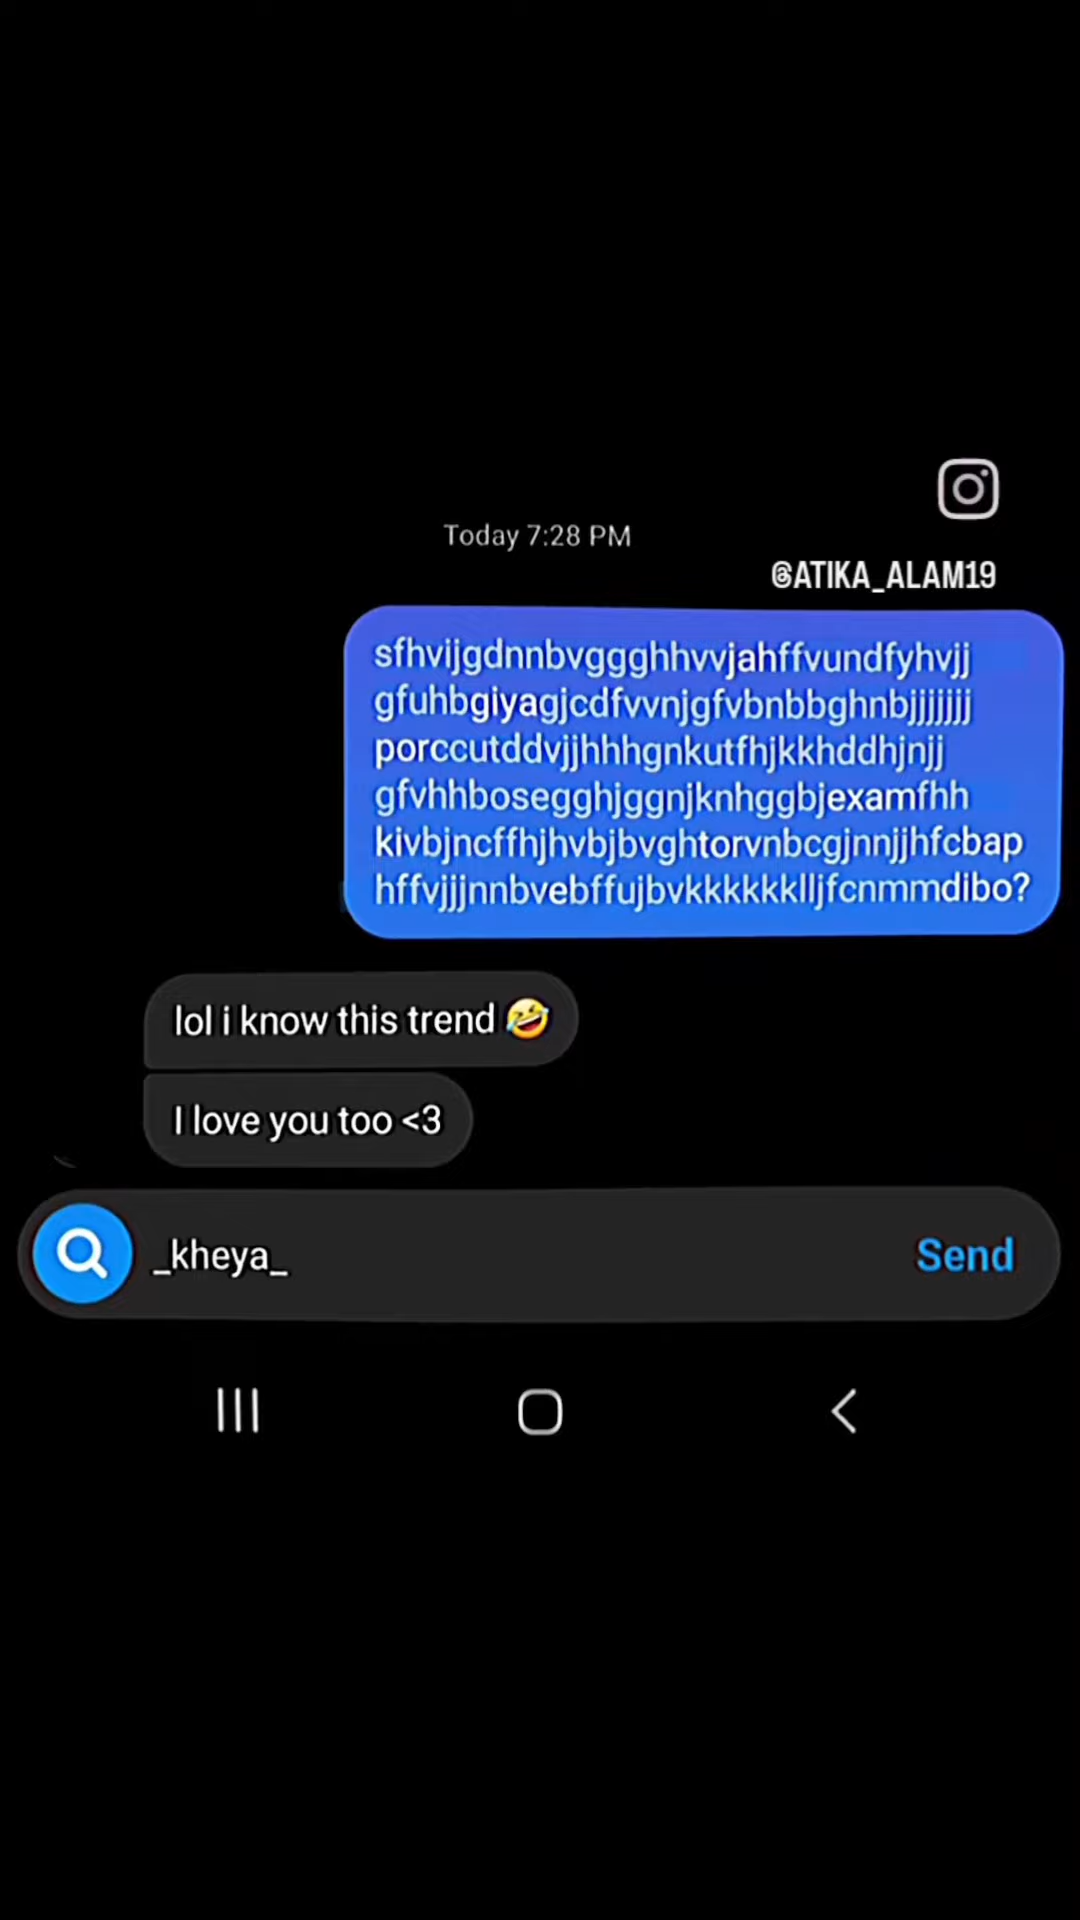 Today 7:28 PM
@ATIKA_ALAM19
sfhvijgdnnbvggghhvvjahffvundfyhvjj
gfuhbgiyagjcdfvvnjgfvbnbbghnbjjjjjjj
porccutddvjjhhhgnkutfhjkkhddhjnjj
gfvhhbosegghjggnjknhggbjexamfhh
kivbjncffhjhvbjbvghtorvnbcgjnnjjhfcbap
hffvjjjnnbvebffujbvkkkkkklljfcnmmdibo?
lol i know this trend 🤣
I love you too <3
_kheya_ Send